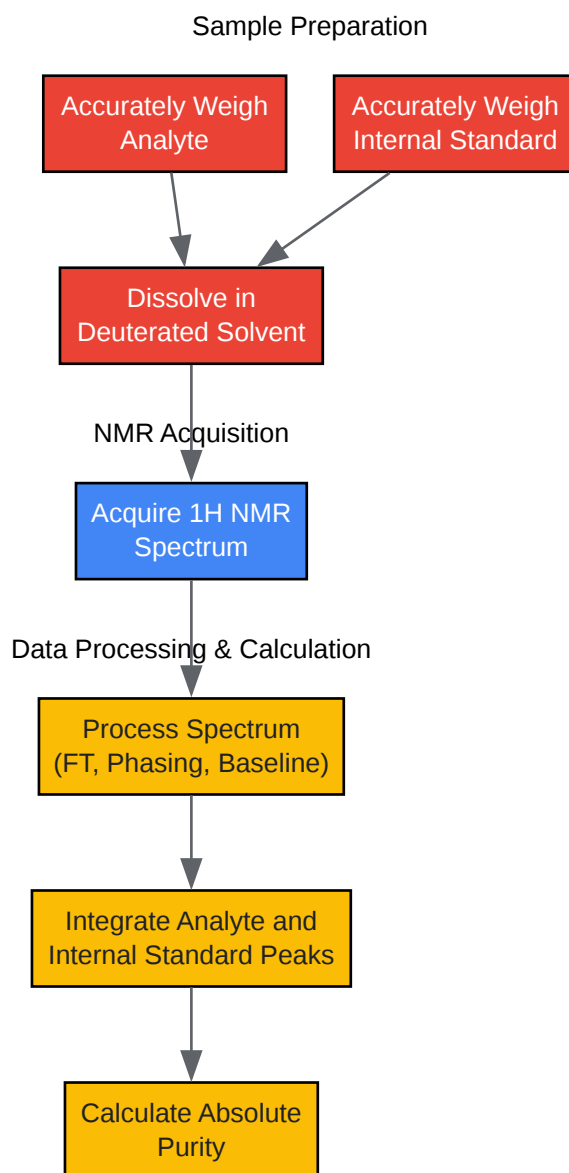 Sample Preparation
Accurately Weigh
Analyte
Accurately Weigh
Internal Standard
Dissolve in
Deuterated Solvent
NMR Acquisition
Acquire 1H NMR
Spectrum
Data Processing & Calculation
Process Spectrum
(FT, Phasing, Baseline)
Integrate Analyte and
Internal Standard Peaks
Calculate Absolute
Purity